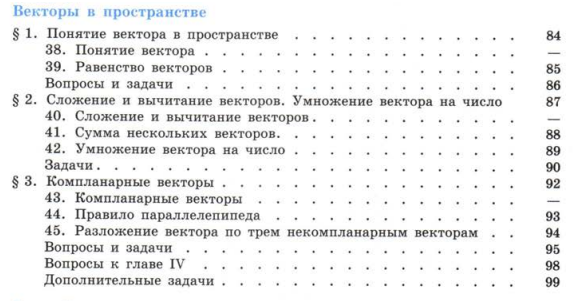 Векторы в пространстве
§ 1. Понятие вектора в пространстве . . . . . . . . . . . . . . . 84
38. Понятие вектора . . . . . . . . . . . . . . . . . . . . —
39. Равенство векторов . . . . . . . . . . . . . . . . . . . 85
Вопросы и задачи . . . . . . . . . . . . . . . . . . . . . 86
§ 2. Сложение и вычитание векторов. Умножение вектора на число 87
40. Сложение и вычитание векторов . . . . . . . . . . . . . —
41. Сумма нескольких векторов. . . . . . . . . . . . . . . . 88
42. Умножение вектора на число . . . . . . . . . . . . . . . 89
Задачи . . . . . . . . . . . . . . . . . . . . . . . . . . 90
§ 3. Компланарные векторы . . . . . . . . . . . . . . . . . . . 92
43. Компланарные векторы . . . . . . . . . . . . . . . . . . —
44. Правило параллелепипеда . . . . . . . . . . . . . . . . 93
45. Разложение вектора по трем некомпланарным векторам . . 94
Вопросы и задачи . . . . . . . . . . . . . . . . . . . . . 95
Вопросы к главе IV . . . . . . . . . . . . . . . . . . . . 98
Дополнительные задачи . . . . . . . . . . . . . . . . . . . 99